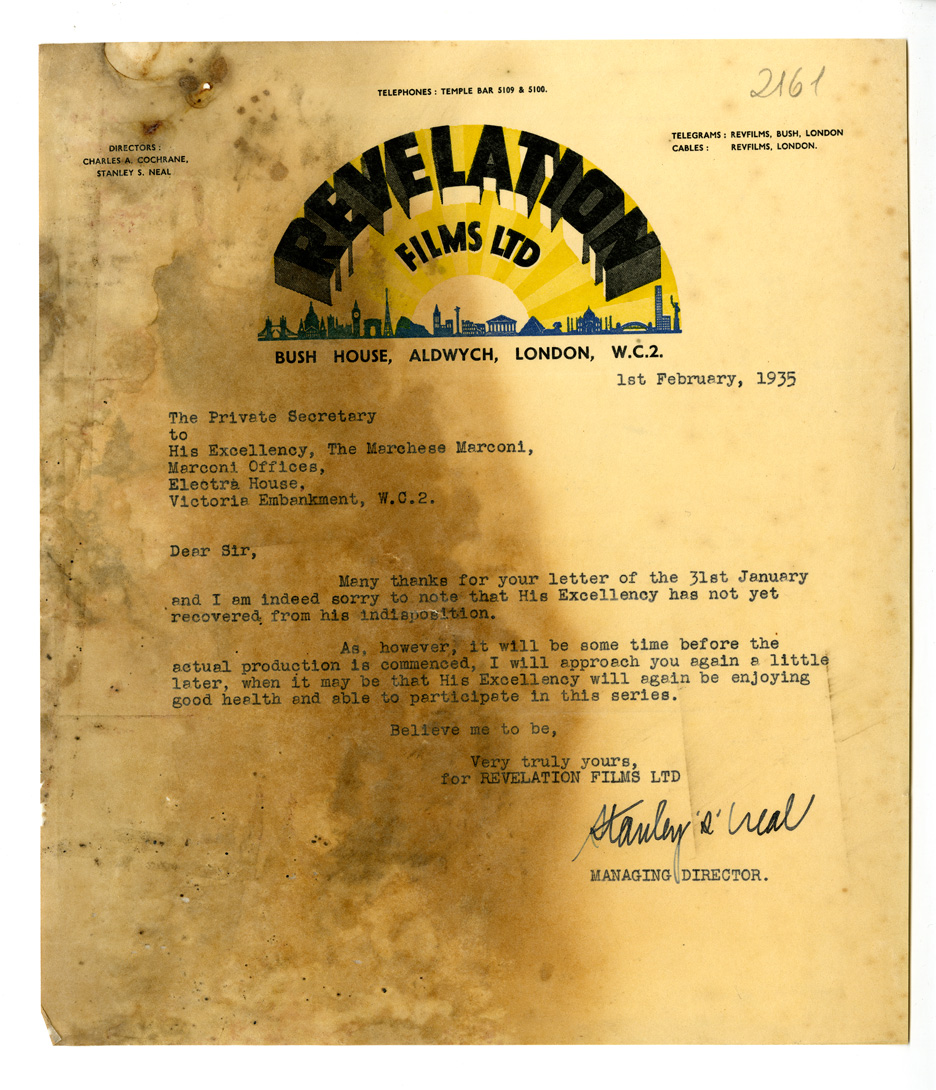 2161
TELEPHONES : TEMPLE BAR 5109 & 5100.
DIRECTORS :
CHARLES A. COCHRANE,
STANLEY S. NEAL
TELEGRAMS : REVFILMS, BUSH, LONDON
CABLES : REVFILMS, LONDON.
REVELATION
FILMS LTD
BUSH HOUSE, ALDWYCH, LONDON, W.C.2.
1st February, 1935
The Private Secretary
to
His Excellency, The Marchese Marconi,
Marconi Offices,
Electra House,
Victoria Embankment, W.C.2.
Dear Sir,
Many thanks for your letter of the 31st January
and I am indeed sorry to note that His Excellency has not yet
recovered from his indisposition.
As, however, it will be some time before the
actual production is commenced, I will approach you again a little
later, when it may be that His Excellency will again be enjoying
good health and able to participate in this series.
Believe me to be,
Very truly yours,
for REVELATION FILMS LTD
Stanley 'S' Neal
MANAGING DIRECTOR.